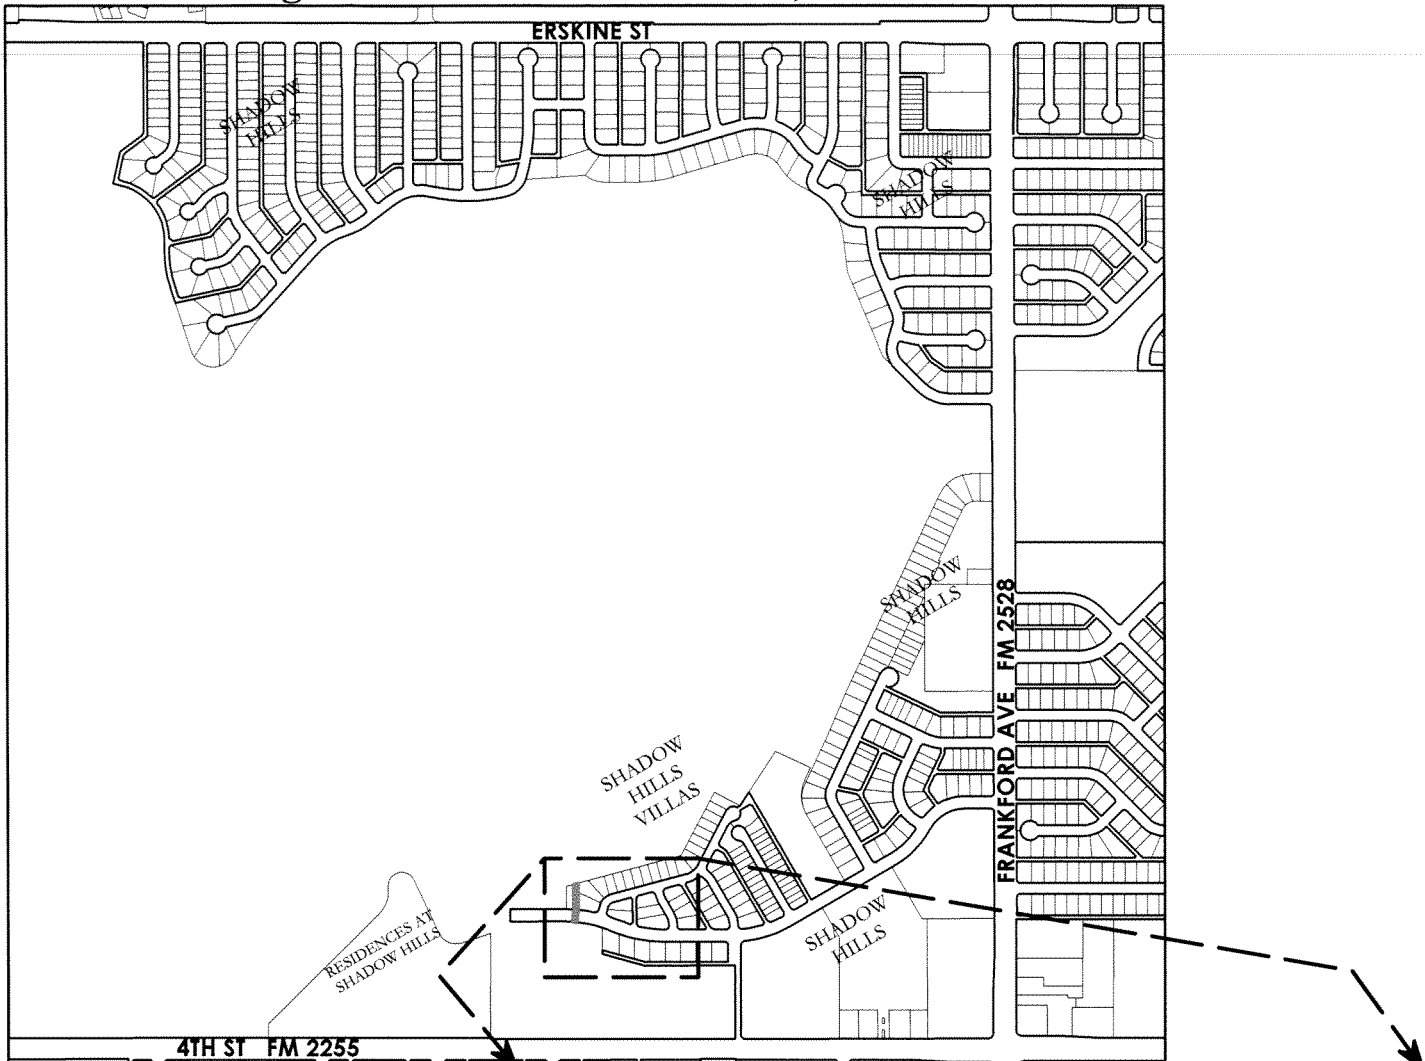 ERSKINE ST
SHADOW
HILLS
SHADOW
HILLS
SHADOW
HILLS
FRANKFORD AVE FM 2528
SHADOW
HILLS
VILLAS
SHADOW
HILLS
RESIDENCES AT
SHADOW HILLS
4TH ST FM 2255